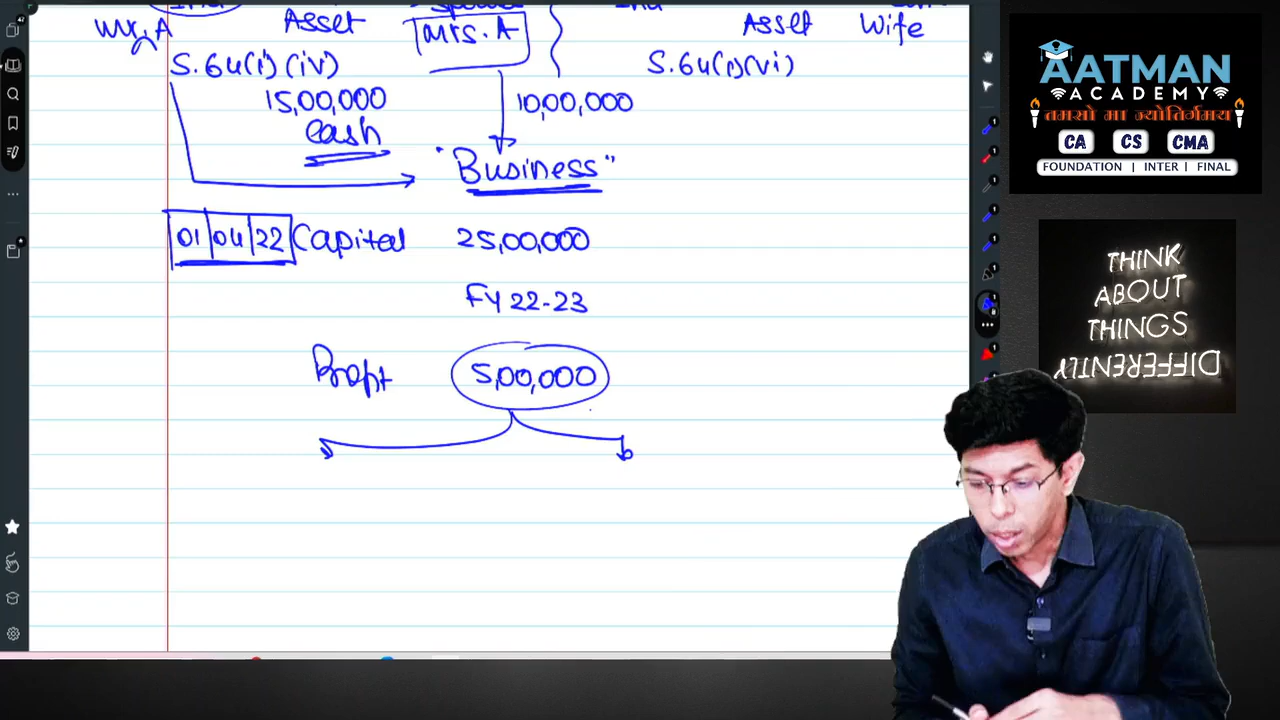 Mr. A Asset Mrs. A Asset Wife
S.64(i)(iv) S.64(1)(vi)
15,00,000 10,00,000
Cash
"Business"
01 04 22 Capital 25,00,000
FY 22-23
Profit 5,00,000
AATMAN
ACADEMY
तमसो मा ज्योतिर्गमय
CA CS CMA
FOUNDATION | INTER | FINAL
THINK
ABOUT
THINGS
DIFFERENTLY